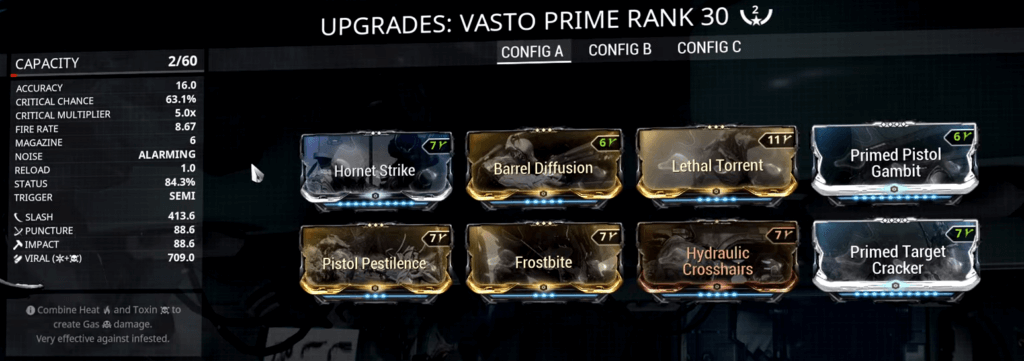 UPGRADES: VASTO PRIME RANK 30 2
CONFIG A CONFIG B CONFIG C
CAPACITY 2/60
ACCURACY 16.0
CRITICAL CHANCE 63.1%
CRITICAL MULTIPLIER 5.0x
FIRE RATE 8.67
MAGAZINE 6
NOISE ALARMING
RELOAD 1.0
STATUS 84.3%
TRIGGER SEMI
SLASH 413.6
PUNCTURE 88.6
IMPACT 88.6
VIRAL (+) 709.0
Combine Heat and Toxin to
create Gas damage.
Very effective against infested.
7
Hornet Strike
6
Barrel Diffusion
11
Lethal Torrent
6
Primed Pistol
Gambit
7
Pistol Pestilence
7
Frostbite
7
Hydraulic
Crosshairs
7
Primed Target
Cracker